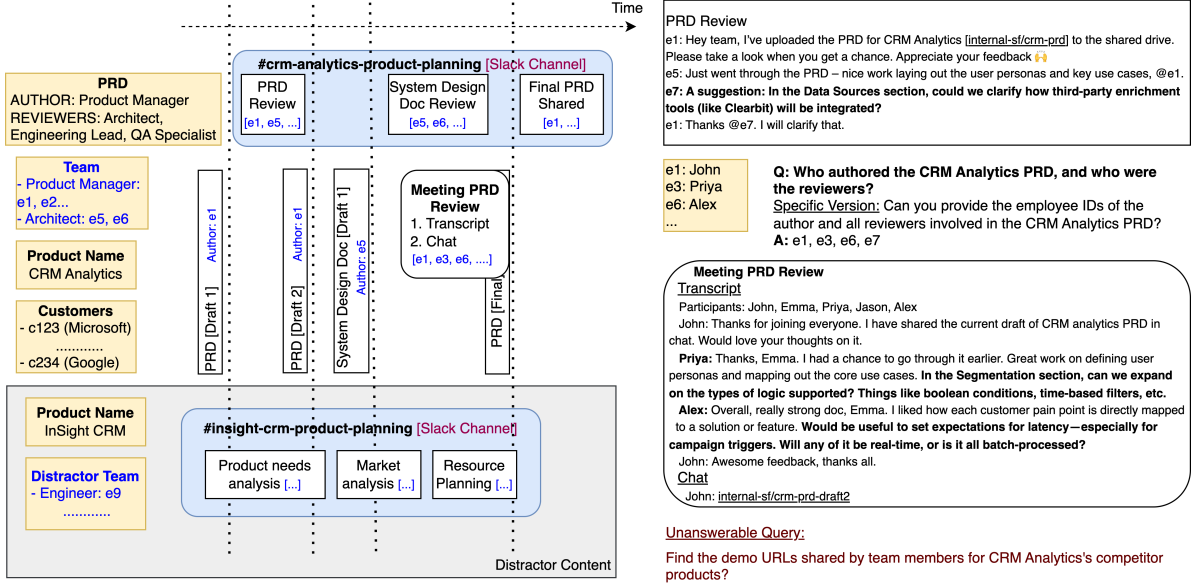 Time
#crm-analytics-product-planning [Slack Channel]
PRD
Review
[e1, e5, ...]
System Design
Doc Review
[e5, e6, ...]
Final PRD
Shared
[e1, ...]
PRD
AUTHOR: Product Manager
REVIEWERS: Architect,
Engineering Lead, QA Specialist
Team
- Product Manager:
e1, e2...
- Architect: e5, e6
Product Name
CRM Analytics
Customers
- c123 (Microsoft)
............
- c234 (Google)
PRD [Draft 1] Author: e1
PRD [Draft 2] Author: e1
System Design Doc [Draft 1]
Author: e5
Meeting PRD
Review
1. Transcript
2. Chat
[e1, e3, e6, ....]
PRD [Final
Product Name
InSight CRM
Distractor Team
- Engineer: e9
............
#insight-crm-product-planning [Slack Channel]
Product needs
analysis [...]
Market
analysis [...]
Resource
Planning [...]
Distractor Content
PRD Review
e1: Hey team, I've uploaded the PRD for CRM Analytics [internal-sf/crm-prd] to the shared drive.
Please take a look when you get a chance. Appreciate your feedback 🙌
e5: Just went through the PRD – nice work laying out the user personas and key use cases, @e1.
e7: A suggestion: In the Data Sources section, could we clarify how third-party enrichment
tools (like Clearbit) will be integrated?
e1: Thanks @e7. I will clarify that.
e1: John
e3: Priya
e6: Alex
...
Q: Who authored the CRM Analytics PRD, and who were
the reviewers?
Specific Version: Can you provide the employee IDs of the
author and all reviewers involved in the CRM Analytics PRD?
A: e1, e3, e6, e7
Meeting PRD Review
Transcript
Participants: John, Emma, Priya, Jason, Alex
John: Thanks for joining everyone. I have shared the current draft of CRM analytics PRD in
chat. Would love your thoughts on it.
Priya: Thanks, Emma. I had a chance to go through it earlier. Great work on defining user
personas and mapping out the core use cases. In the Segmentation section, can we expand
on the types of logic supported? Things like boolean conditions, time-based filters, etc.
Alex: Overall, really strong doc, Emma. I liked how each customer pain point is directly mapped
to a solution or feature. Would be useful to set expectations for latency—especially for
campaign triggers. Will any of it be real-time, or is it all batch-processed?
John: Awesome feedback, thanks all.
Chat
John: internal-sf/crm-prd-draft2
Unanswerable Query:
Find the demo URLs shared by team members for CRM Analytics's competitor
products?